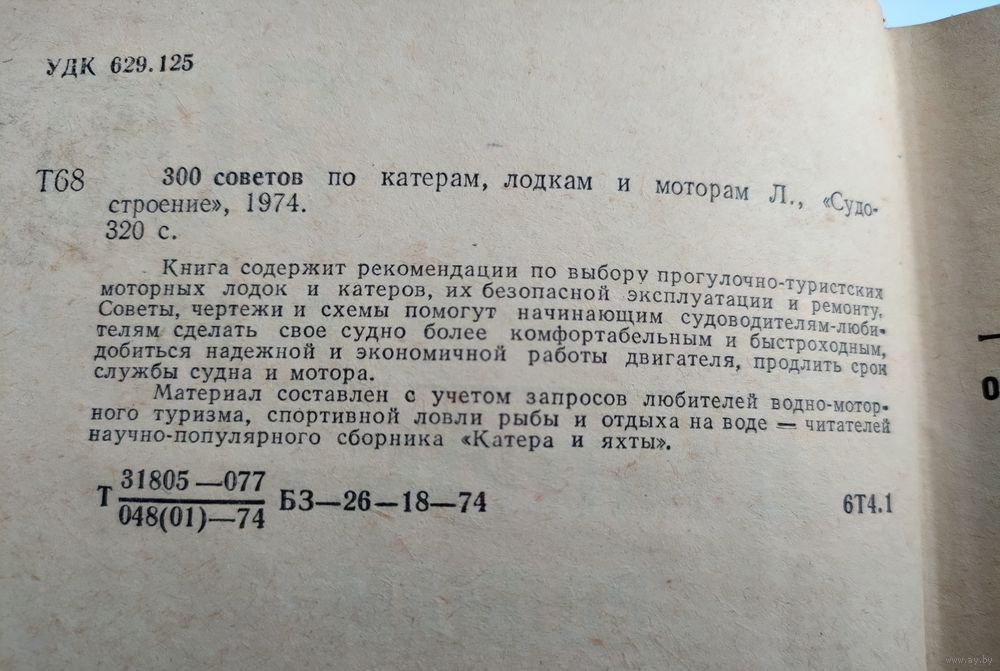 УДК 629.125
Т68 300 советов по катерам, лодкам и моторам Л., «Судо-
строение», 1974.
320 с.
Книга содержит рекомендации по выбору прогулочно-туристских
моторных лодок и катеров, их безопасной эксплуатации и ремонту.
Советы, чертежи и схемы помогут начинающим судоводителям-люби-
телям сделать свое судно более комфортабельным и быстроходным,
добиться надежной и экономичной работы двигателя, продлить срок
службы судна и мотора.
Материал составлен с учетом запросов любителей водно-мотор-
ного туризма, спортивной ловли рыбы и отдыха на воде — читателей
научно-популярного сборника «Катера и яхты».
Т 31805—077
048(01)—74 БЗ—26—18—74 6Т4.1
О
www.ay.by